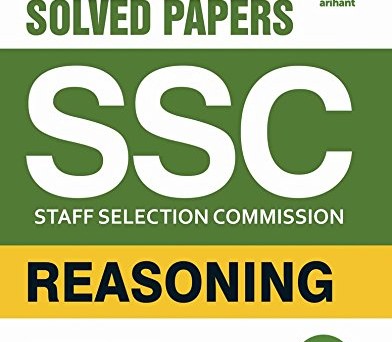 arihant
SOLVED PAPERS
SSC
STAFF SELECTION COMMISSION
REASONING